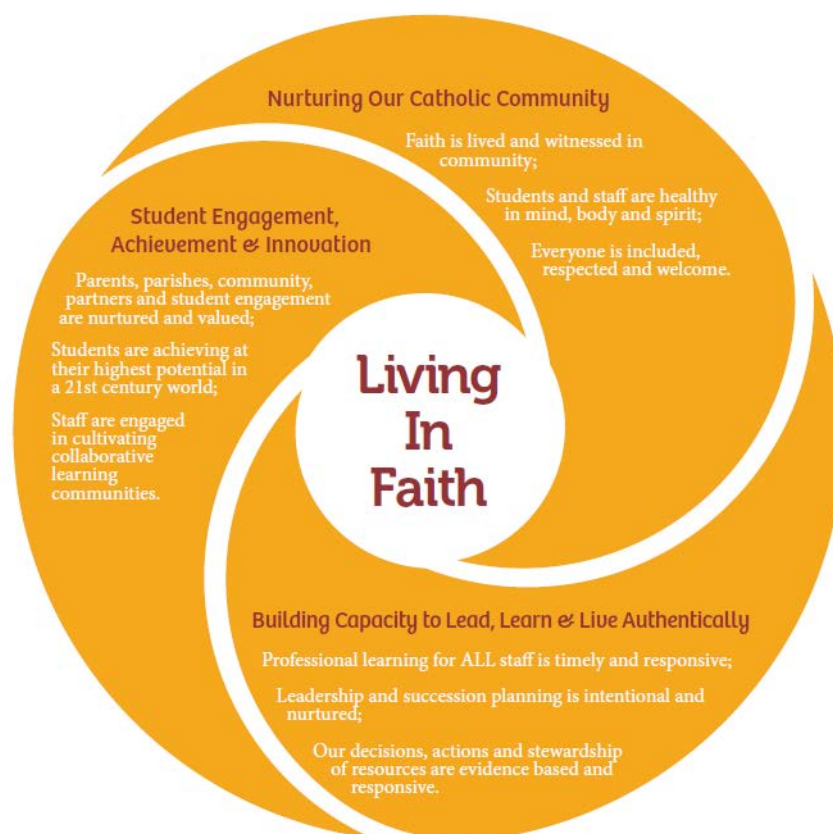 Nurturing Our Catholic Community
Faith is lived and witnessed in
community;
Students and staff are healthy
in mind, body and spirit;
Everyone is included,
respected and welcome.
Student Engagement,
Achievement & Innovation
Parents, parishes, community,
partners and student engagement
are nurtured and valued;
Students are achieving at
their highest potential in
a 21st century world;
Staff are engaged
in cultivating
collaborative
learning
communities.
Living
In
Faith
Building Capacity to Lead, Learn & Live Authentically
Professional learning for ALL staff is timely and responsive;
Leadership and succession planning is intentional and
nurtured;
Our decisions, actions and stewardship
of resources are evidence based and
responsive.